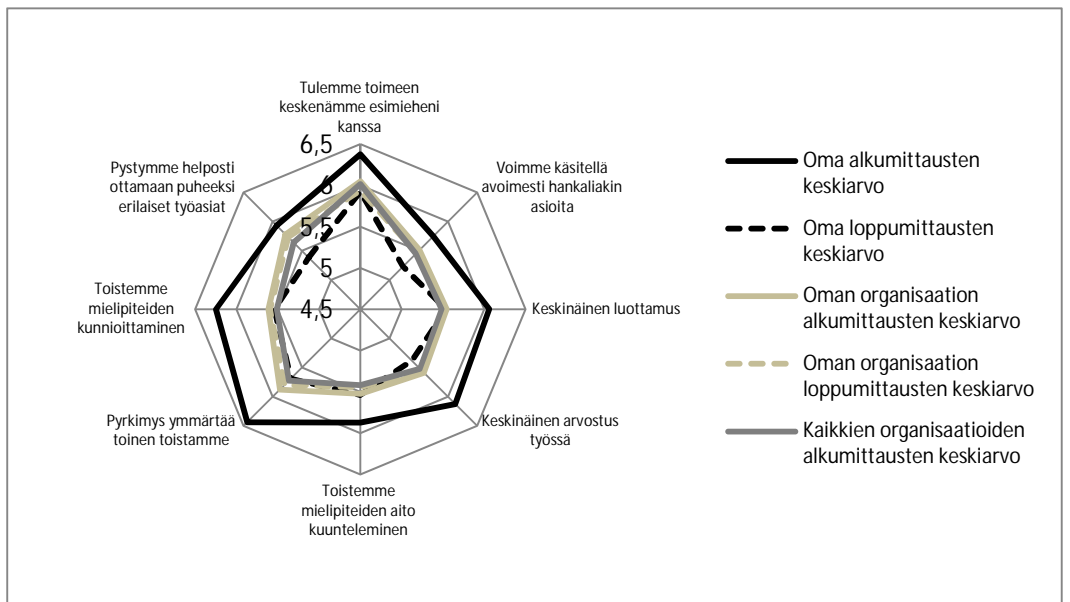 Tulemme toimeen
keskenämme esimieheni
kanssa
Voimme käsitellä
avoimesti hankaliakin
asioita
Keskinäinen luottamus
Keskinäinen arvostus
työssä
Toistemme
mielipiteiden aito
kuunteleminen
Pyrkimys ymmärtää
toinen toistamme
Toistemme
mielipiteiden
kunnioittaminen
Pystymme helposti
ottamaan puheeksi
erilaiset työasiat
6,5
6
5,5
5
4,5
Oma alkumittausten
keskiarvo
Oma loppumittausten
keskiarvo
Oman organisaation
alkumittausten keskiarvo
Oman organisaation
loppumittausten keskiarvo
Kaikkien organisaatioiden
alkumittausten keskiarvo